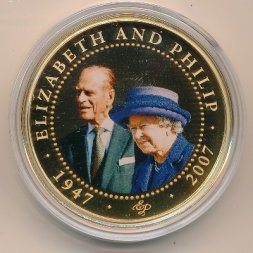 · ELIZABETH AND PHILIP ·
1947 2007